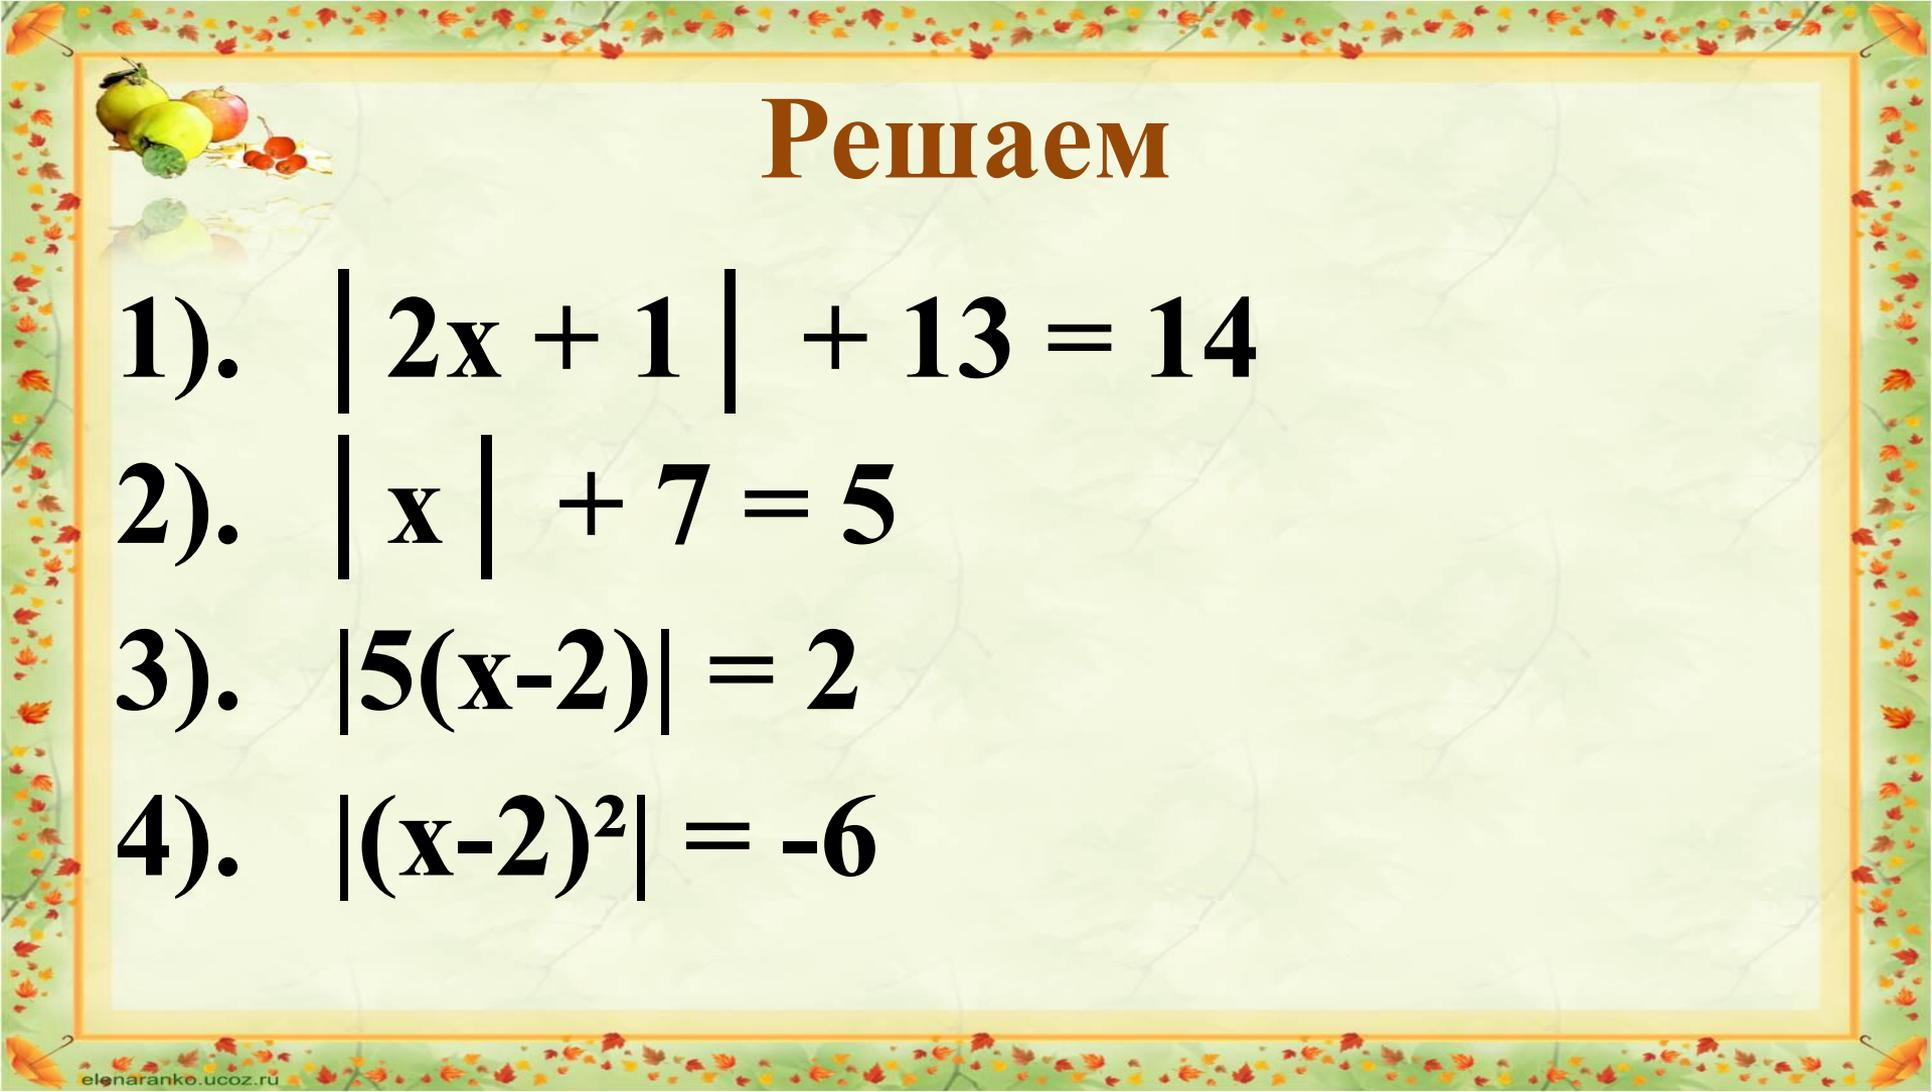 Решаем
1). │2x + 1│ + 13 = 14
2). │x│ + 7 = 5
3). |5(x-2)| = 2
4). |(x-2)²| = -6
elenaranko.ucoz.ru